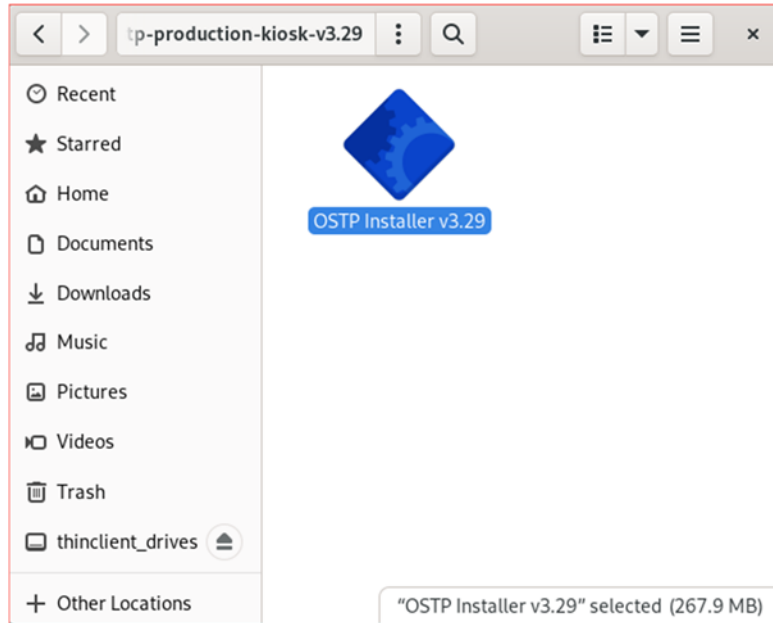 tp-production-kiosk-v3.29
Recent
Starred
Home
Documents
Downloads
Music
Pictures
Videos
Trash
thinclient_drives
Other Locations
OSTP Installer v3.29
“OSTP Installer v3.29” selected (267.9 MB)